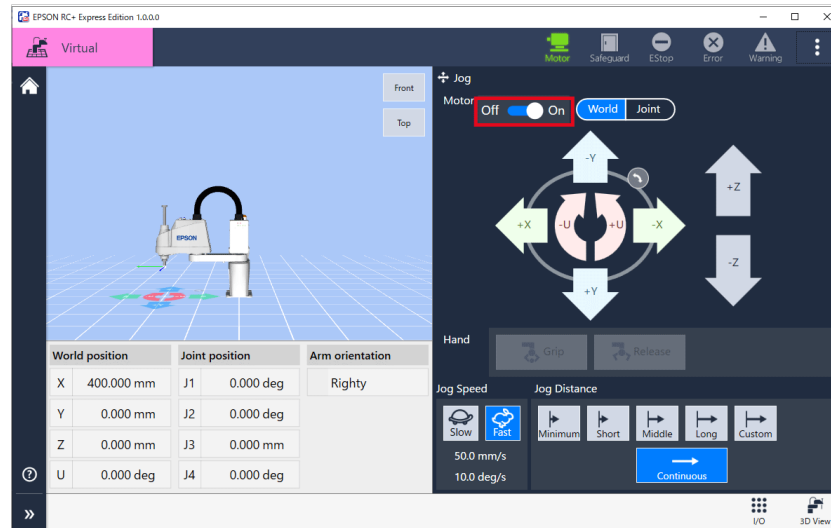 EPSON RC+ Express Edition 1.0.0.0
Virtual
Motor Safeguard EStop Error Warning
Front
Top
EPSON
Jog
Motor Off On World Joint
-Y
+X -U +U -X
+Y
+Z
-Z
Hand Grip Release
World position Joint position Arm orientation
X 400.000 mm J1 0.000 deg Righty
Y 0.000 mm J2 0.000 deg
Z 0.000 mm J3 0.000 mm
U 0.000 deg J4 0.000 deg
Jog Speed Jog Distance
Slow Fast Minimum Short Middle Long Custom
50.0 mm/s
10.0 deg/s
Continuous
I/O 3D View